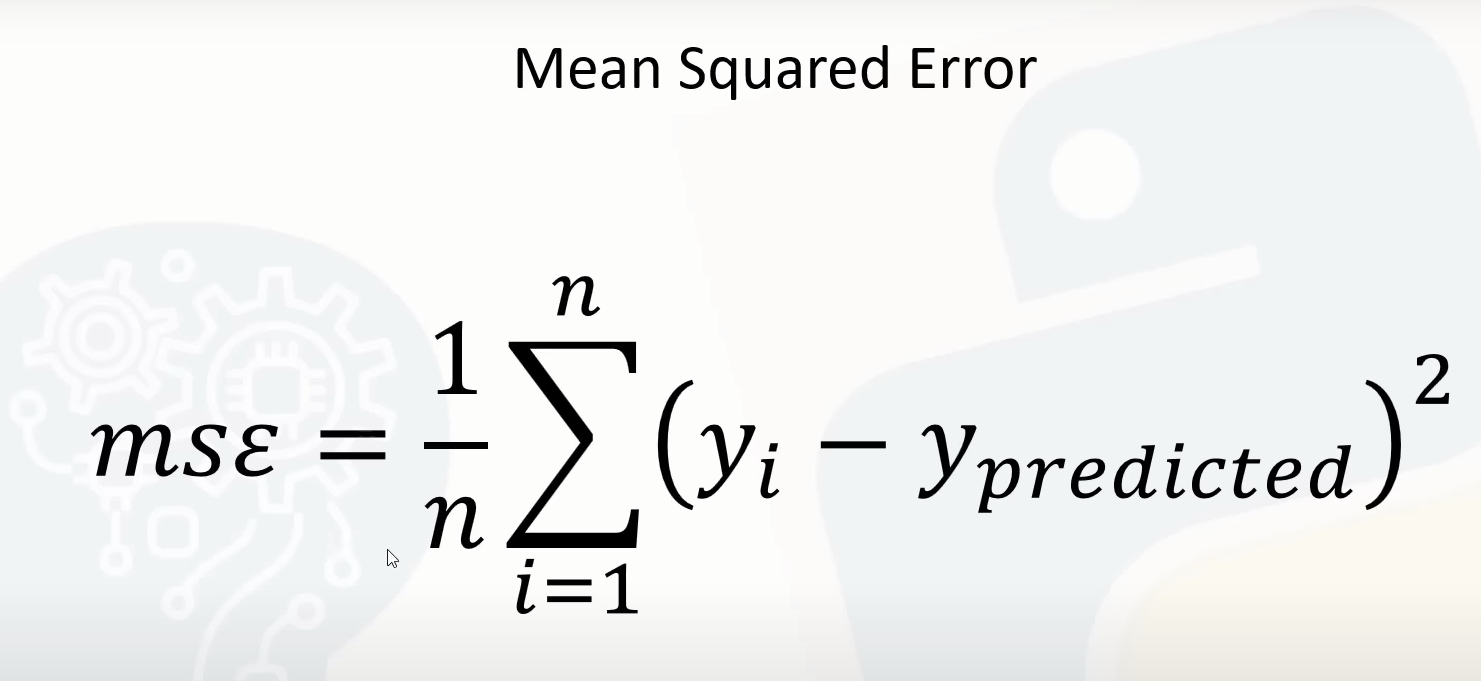 Mean Squared Error
n
msε = 1/n ∑ (y_i − y_predicted)^2
i=1